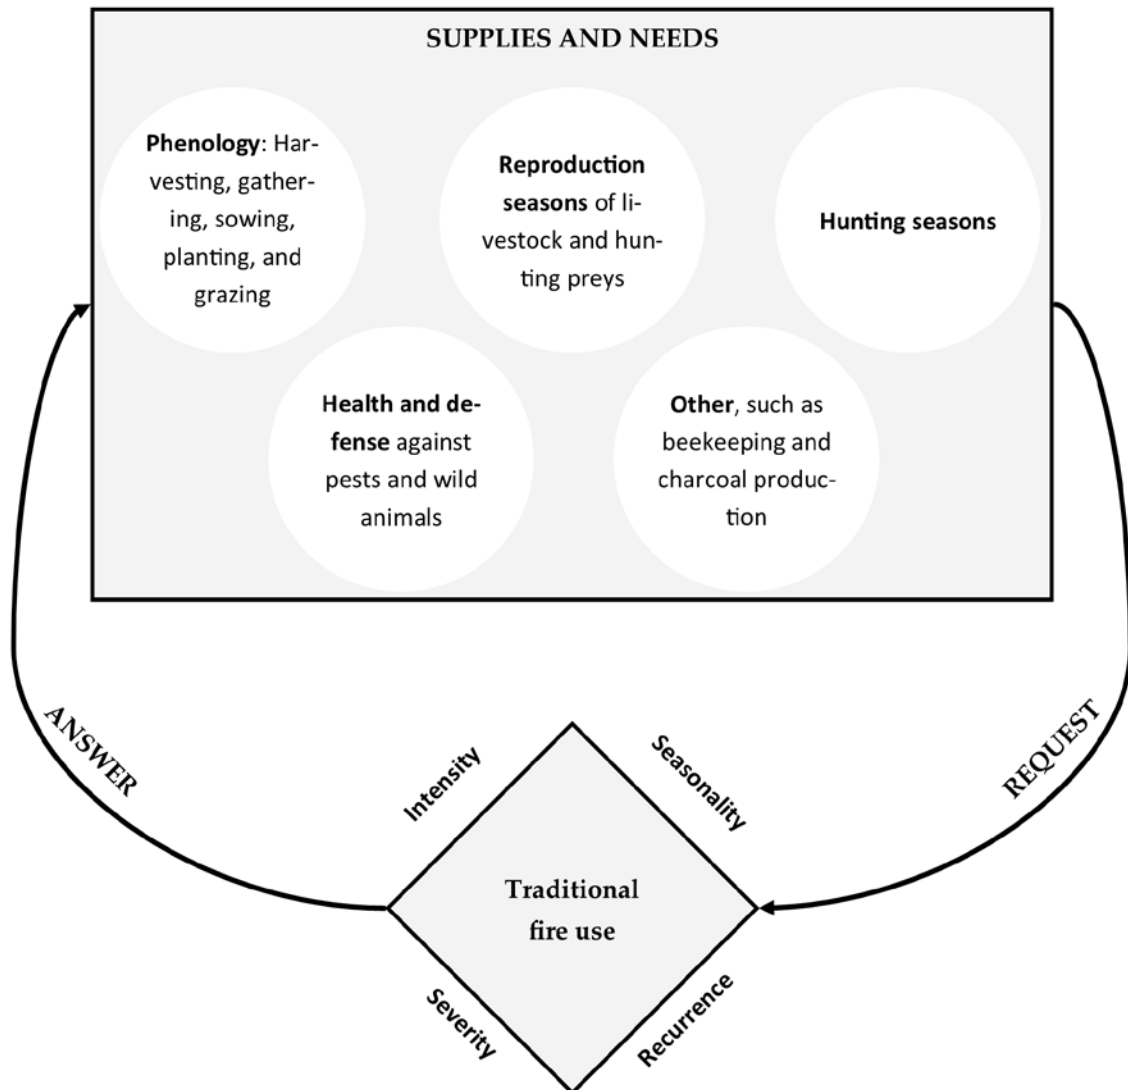 SUPPLIES AND NEEDS
Phenology: Har-
vesting, gather-
ing, sowing,
planting, and
grazing
Reproduction
seasons of li-
vestock and hun-
ting preys
Hunting seasons
Health and de-
fense against
pests and wild
animals
Other, such as
beekeeping and
charcoal produc-
tion
ANSWER
REQUEST
Intensity
Seasonality
Traditional
fire use
Severity
Recurrence